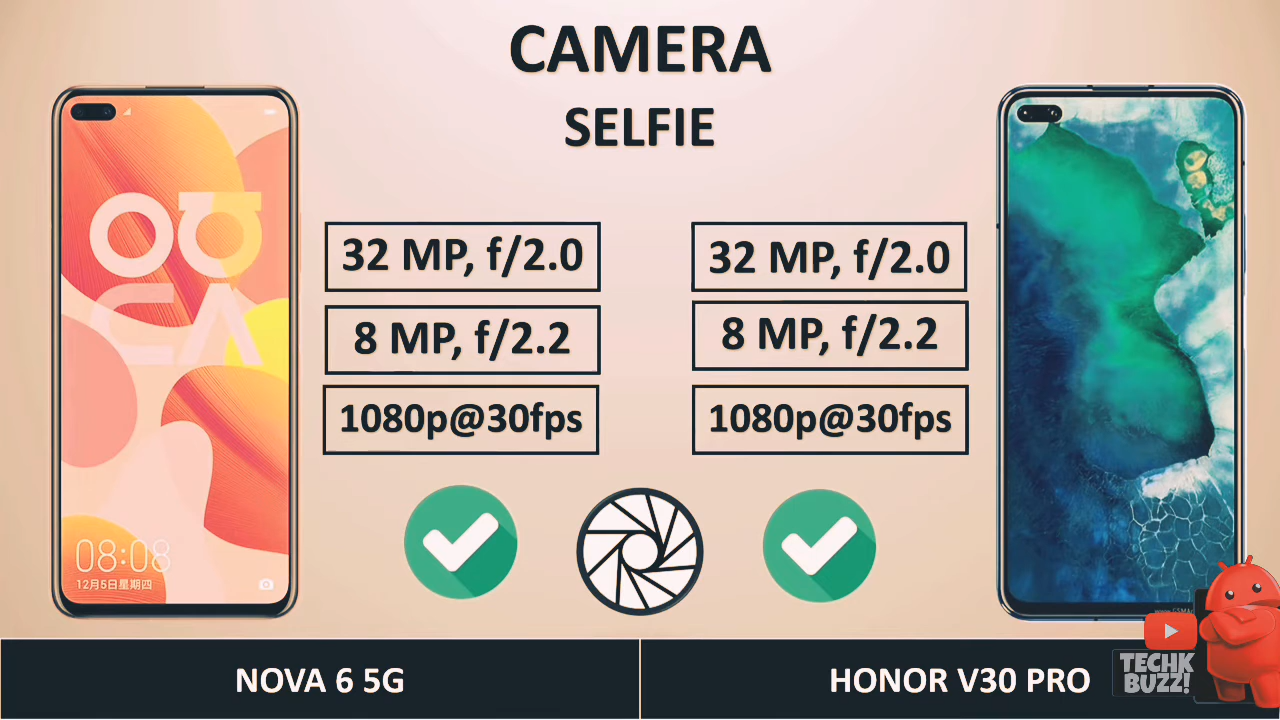 CAMERA
SELFIE
32 MP, f/2.0
8 MP, f/2.2
1080p@30fps
32 MP, f/2.0
8 MP, f/2.2
1080p@30fps
08:08
12月5日星期四
NOVA 6 5G
HONOR V30 PRO
TECHK
BUZZ!